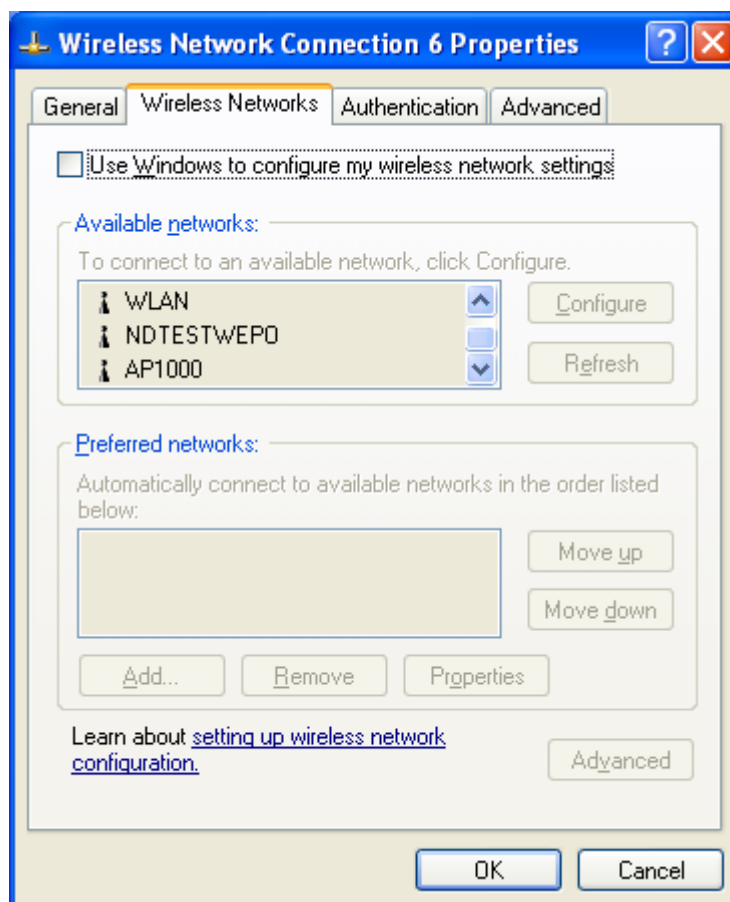 Wireless Network Connection 6 Properties
General Wireless Networks Authentication Advanced
Use Windows to configure my wireless network settings
Available networks:
To connect to an available network, click Configure.
WLAN
NDTESTWEP0
AP1000
Configure
Refresh
Preferred networks:
Automatically connect to available networks in the order listed
below:
Move up
Move down
Add... Remove Properties
Learn about setting up wireless network
configuration.
Advanced
OK Cancel